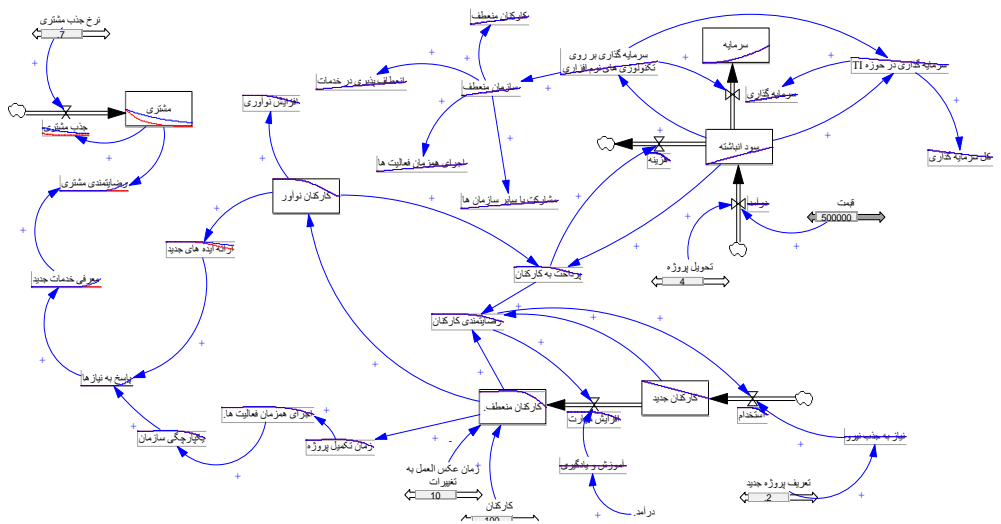 نرخ جذب مشتری
.7
مشتری
جذب مشتری
رضایتمندی مشتری
معرفی خدمات جدید
پاسخ به نیازها
یکپارچگی سازمان
اجرای همزمان فعالیت ها.
زمان تکمیل پروژه
ارائه ایده های جدید
افزایش نوآوری
کارکنان نوآور
کارکنان منعطف
انعطاف پذیری در خدمات
سازمان منعطف
اجرای همزمان فعالیت ها
مشارکت با سایر سازمان ها
سرمایه گذاری بر روی
تکنولوژی های نرم افزاری
سرمایه
سرمایه گذاری
سرمایه گذاری در حوزه TI
کل سرمایه گذاری
سود انباشته
هزینه
درآمد
قیمت
500000
تحویل پروژه
4
پرداخت به کارکنان
رضایتمندی کارکنان
کارکنان منعطف.
افزایش مهارت
کارکنان جدید
استخدام
نیاز به جذب نیرو
تعریف پروژه جدید
.2
آموزش و یادگیری
درآمد.
زمان عکس العمل به
تغییرات
10
کارکنان
100